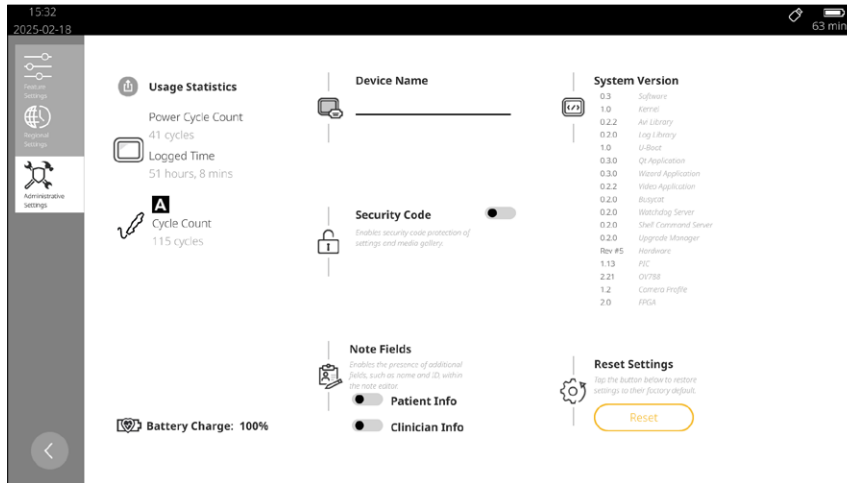 15:32
2025-02-18
63 min
Feature
Settings
Regional
Settings
Administrative
Settings
Usage Statistics
Power Cycle Count
41 cycles
Logged Time
51 hours, 8 mins
A
Cycle Count
115 cycles
Battery Charge: 100%
Device Name
Security Code
Enables security code protection of
settings and media gallery.
Note Fields
Enables the presence of additional
fields, such as name and ID, within
the note editor.
Patient Info
Clinician Info
System Version
0.3 Software
1.0 Kernel
0.2.2 Av Library
0.2.0 Log Library
1.0 U-Boot
0.3.0 Qt Application
0.3.0 Wizard Application
0.2.2 Video Application
0.2.0 Busycatt
0.2.0 Watchdog Server
0.2.0 Shell Command Server
0.2.0 Upgrade Manager
Rev #5 Hardware
1.13 PIC
2.21 OV788
1.2 Camera Profile
2.0 FPGA
Reset Settings
Tap the button below to restore
settings to their factory default.
Reset